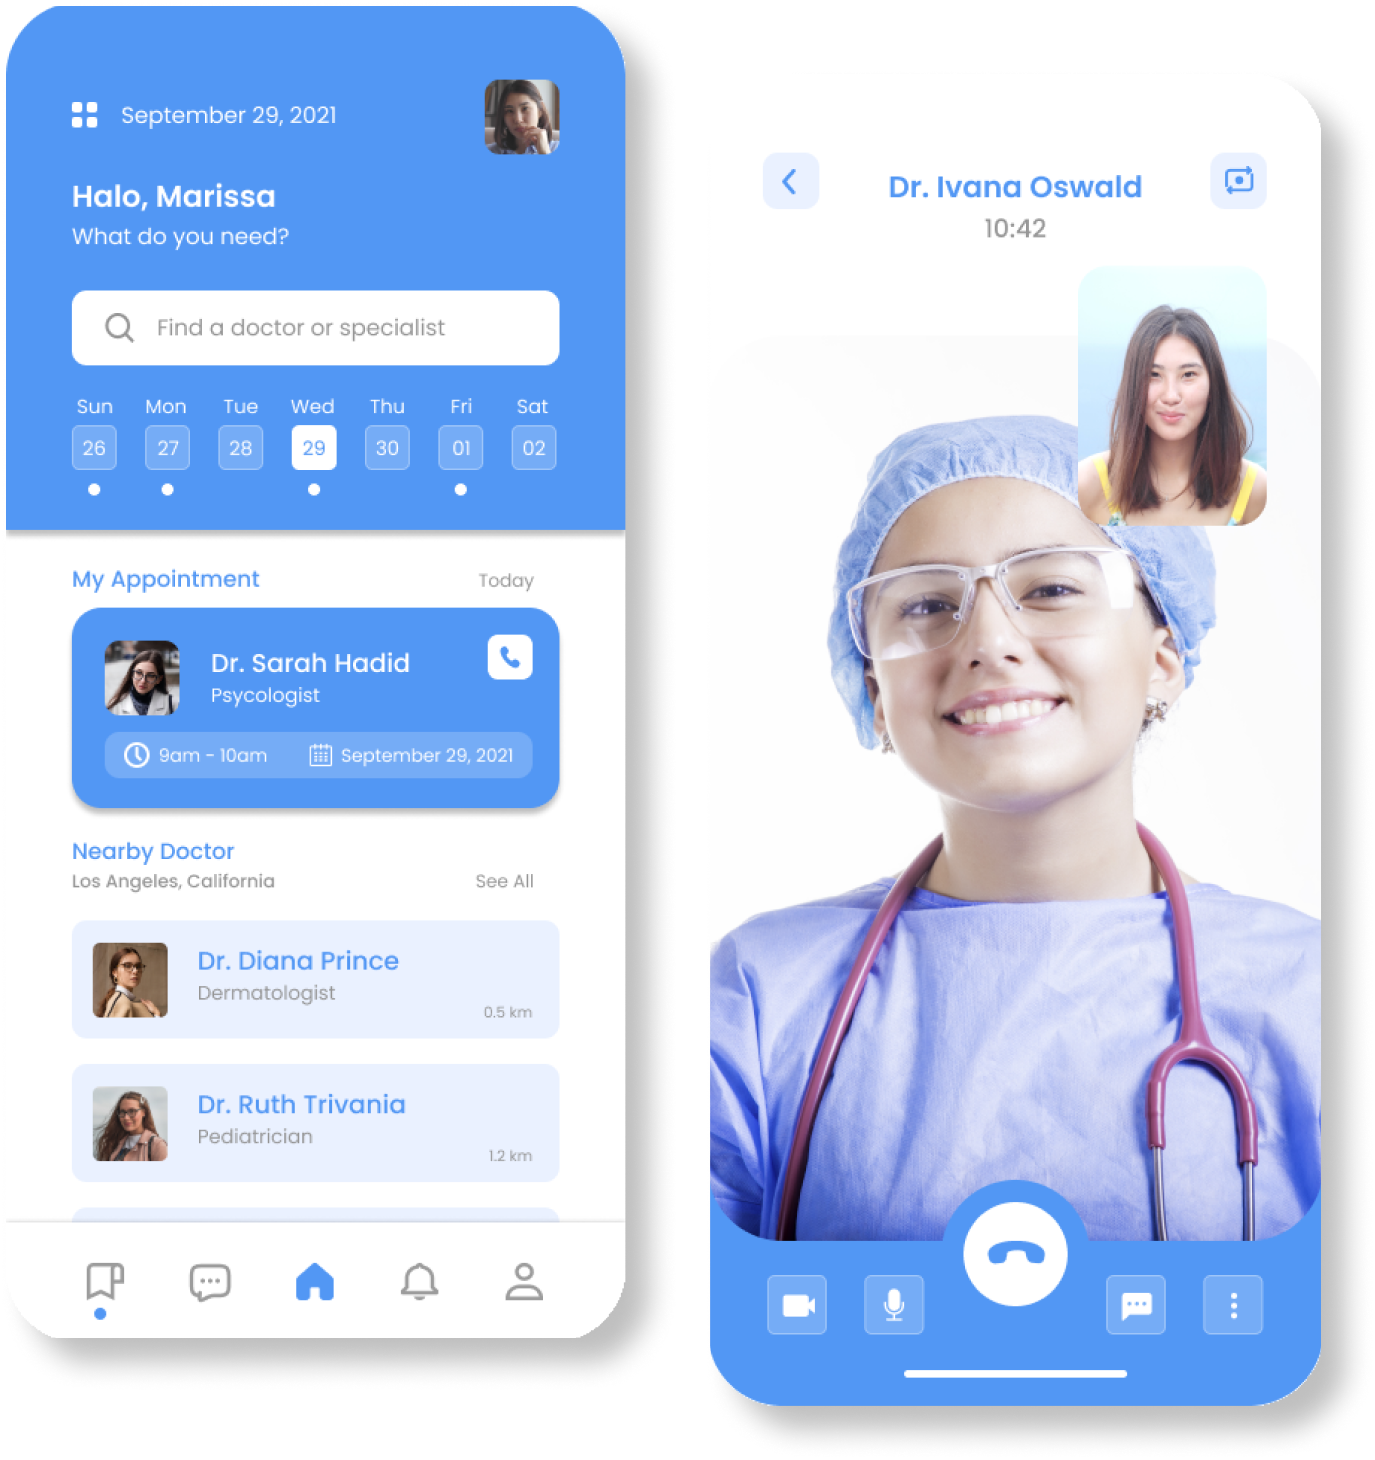 September 29, 2021
Halo, Marissa
What do you need?
Find a doctor or specialist
Sun Mon Tue Wed Thu Fri Sat
26 27 28 29 30 01 02
My Appointment Today
Dr. Sarah Hadid
Psycologist
9am - 10am September 29, 2021
Nearby Doctor
Los Angeles, California See All
Dr. Diana Prince
Dermatologist
0.5 km
Dr. Ruth Trivania
Pediatrician
1.2 km
Dr. Ivana Oswald
10:42